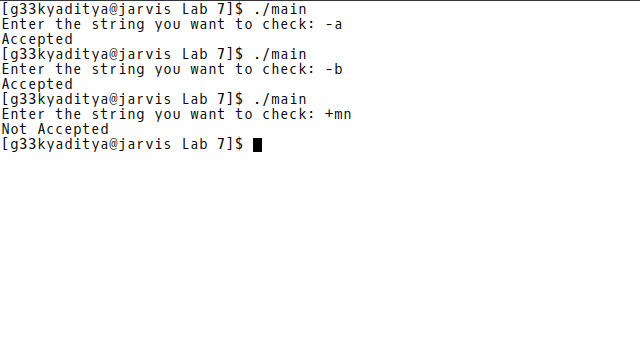 [g33kyaditya@jarvis Lab 7]$ ./main
Enter the string you want to check: -a
Accepted
[g33kyaditya@jarvis Lab 7]$ ./main
Enter the string you want to check: -b
Accepted
[g33kyaditya@jarvis Lab 7]$ ./main
Enter the string you want to check: +mn
Not Accepted
[g33kyaditya@jarvis Lab 7]$